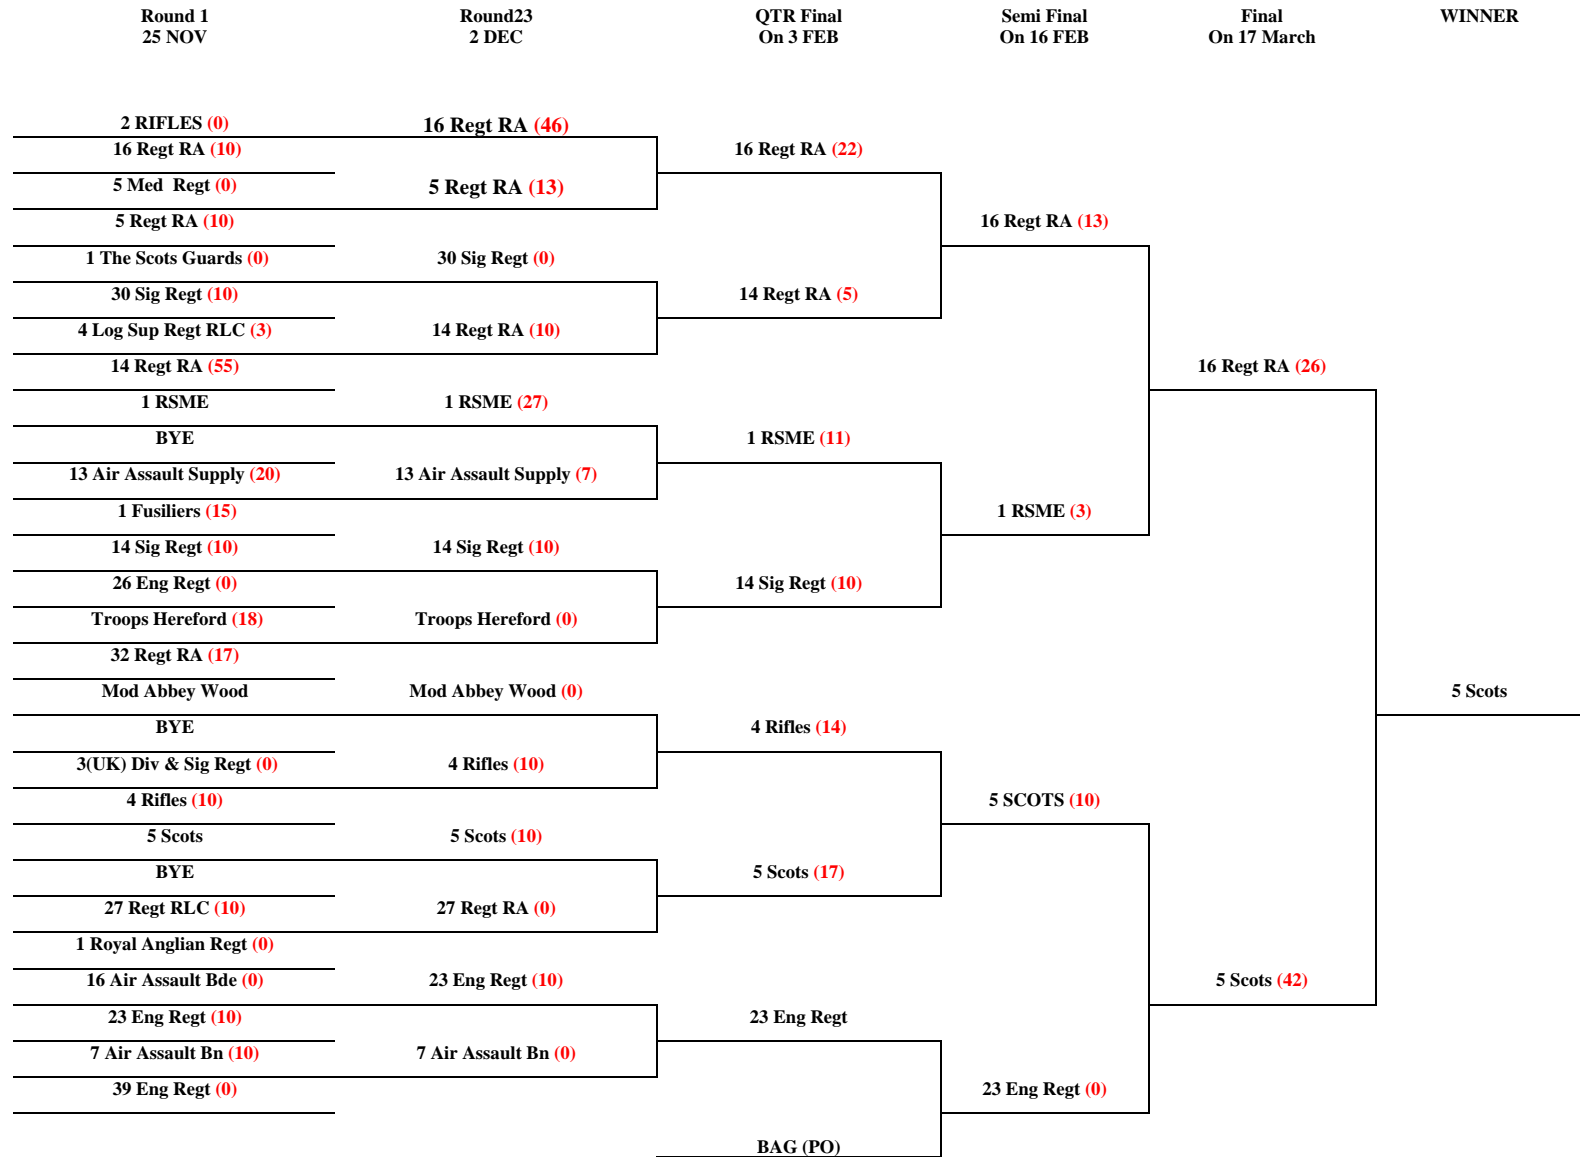 Round 1
25 NOV
Round23
2 DEC
QTR Final
On 3 FEB
Semi Final
On 16 FEB
Final
On 17 March
WINNER
2 RIFLES (0)
16 Regt RA (10)
5 Med Regt (0)
5 Regt RA (10)
1 The Scots Guards (0)
30 Sig Regt (10)
4 Log Sup Regt RLC (3)
14 Regt RA (55)
1 RSME
BYE
13 Air Assault Supply (20)
1 Fusiliers (15)
14 Sig Regt (10)
26 Eng Regt (0)
Troops Hereford (18)
32 Regt RA (17)
Mod Abbey Wood
BYE
3(UK) Div & Sig Regt (0)
4 Rifles (10)
5 Scots
BYE
27 Regt RLC (10)
1 Royal Anglian Regt (0)
16 Air Assault Bde (0)
23 Eng Regt (10)
7 Air Assault Bn (10)
39 Eng Regt (0)
16 Regt RA (46)
5 Regt RA (13)
30 Sig Regt (0)
14 Regt RA (10)
1 RSME (27)
13 Air Assault Supply (7)
14 Sig Regt (10)
Troops Hereford (0)
Mod Abbey Wood (0)
4 Rifles (10)
5 Scots (10)
27 Regt RA (0)
23 Eng Regt (10)
7 Air Assault Bn (0)
16 Regt RA (22)
14 Regt RA (5)
1 RSME (11)
14 Sig Regt (10)
4 Rifles (14)
5 Scots (17)
23 Eng Regt
BAG (PO)
16 Regt RA (13)
1 RSME (3)
5 SCOTS (10)
23 Eng Regt (0)
16 Regt RA (26)
5 Scots (42)
5 Scots